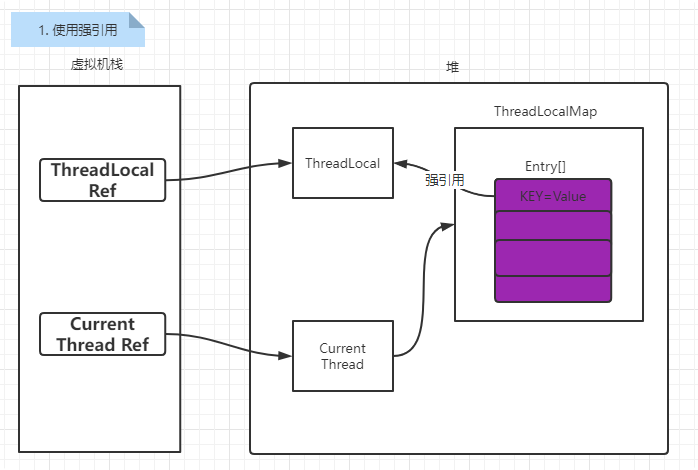 1. 使用强引用
虚拟机栈
堆
ThreadLocalMap
ThreadLocal
Ref
ThreadLocal
Entry[]
强引用
KEY=Value
Current
Thread Ref
Current
Thread